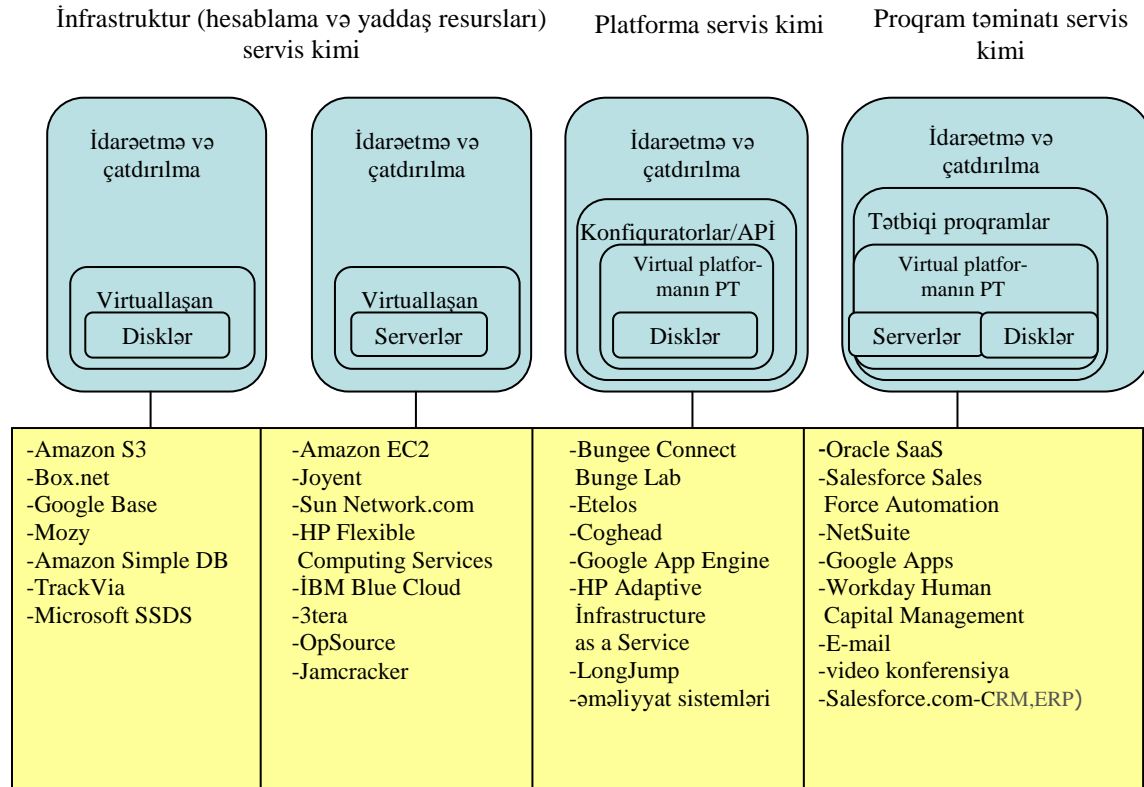 İnfrastruktur (hesablama və yaddaş resursları)
servis kimi
Platforma servis kimi
Proqram təminatı servis
kimi
İdarəetmə və
çatdırılma
Virtuallaşan
Disklər
İdarəetmə və
çatdırılma
Virtuallaşan
Serverlər
İdarəetmə və
çatdırılma
Konfiquratorlar/APİ
Virtual platfor-
manın PT
Disklər
İdarəetmə və
çatdırılma
Tətbiqi proqramlar
Virtual platfor-
manın PT
Serverlər
Disklər
-Amazon S3
-Box.net
-Google Base
-Mozy
-Amazon Simple DB
-TrackVia
-Microsoft SSDS
-Amazon EC2
-Joyent
-Sun Network.com
-HP Flexible
Computing Services
-İBM Blue Cloud
-3tera
-OpSource
-Jamcracker
-Bungee Connect
Bunge Lab
-Etelos
-Coghead
-Google App Engine
-HP Adaptive
İnfrastructure
as a Service
-LongJump
-əməliyyat sistemləri
-Oracle SaaS
-Salesforce Sales
Force Automation
-NetSuite
-Google Apps
-Workday Human
Capital Management
-E-mail
-video konferensiya
-Salesforce.com-CRM,ERP)